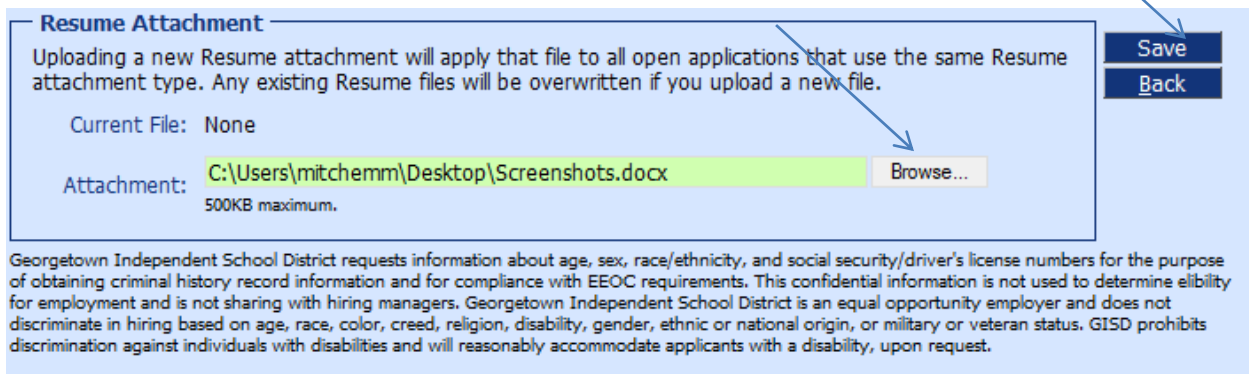 Resume Attachment
Uploading a new Resume attachment will apply that file to all open applications that use the same Resume
attachment type. Any existing Resume files will be overwritten if you upload a new file.
Current File: None
Attachment: C:\Users\mitchemm\Desktop\Screenshots.docx Browse...
500KB maximum.
Save
Back
Georgetown Independent School District requests information about age, sex, race/ethnicity, and social security/driver's license numbers for the purpose
of obtaining criminal history record information and for compliance with EEOC requirements. This confidential information is not used to determine elibility
for employment and is not sharing with hiring managers. Georgetown Independent School District is an equal opportunity employer and does not
discriminate in hiring based on age, race, color, creed, religion, disability, gender, ethnic or national origin, or military or veteran status. GISD prohibits
discrimination against individuals with disabilities and will reasonably accommodate applicants with a disability, upon request.